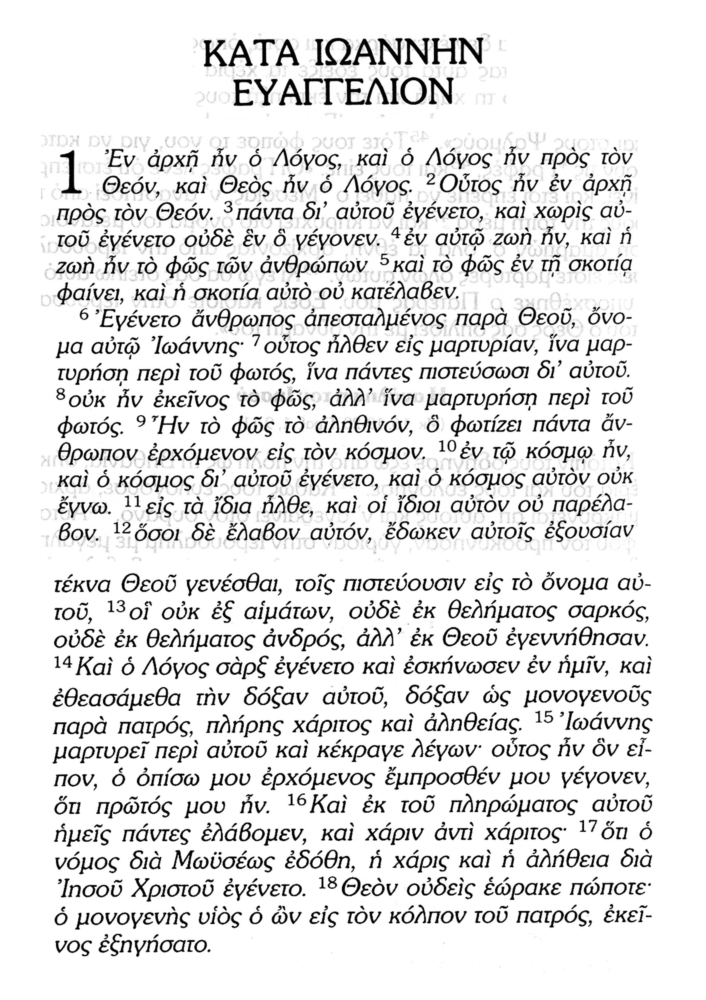 ΚΑΤΑ ΙΩΑΝΝΗΝ
ΕΥΑΓΓΕΛΙΟΝ
1 Ἐν ἀρχῇ ἦν ὁ Λόγος, καὶ ὁ Λόγος ἦν πρὸς τὸν
Θεόν, καὶ Θεὸς ἦν ὁ Λόγος. ²Οὗτος ἦν ἐν ἀρχῇ
πρὸς τὸν Θεόν. ³πάντα δι’ αὐτοῦ ἐγένετο, καὶ χωρὶς αὐ-
τοῦ ἐγένετο οὐδὲ ἓν ὃ γέγονεν. ⁴ἐν αὐτῷ ζωὴ ἦν, καὶ ἡ
ζωὴ ἦν τὸ φῶς τῶν ἀνθρώπων ⁵καὶ τὸ φῶς ἐν τῇ σκοτίᾳ
φαίνει, καὶ ἡ σκοτία αὐτὸ οὐ κατέλαβεν.
⁶Ἐγένετο ἄνθρωπος ἀπεσταλμένος παρὰ Θεοῦ, ὄνο-
μα αὐτῷ Ἰωάννης· ⁷οὗτος ἦλθεν εἰς μαρτυρίαν, ἵνα μαρ-
τυρήσῃ περὶ τοῦ φωτός, ἵνα πάντες πιστεύσωσι δι’ αὐτοῦ.
⁸οὐκ ἦν ἐκεῖνος τὸ φῶς, ἀλλ’ ἵνα μαρτυρήσῃ περὶ τοῦ
φωτός. ⁹Ἦν τὸ φῶς τὸ ἀληθινόν, ὃ φωτίζει πάντα ἄν-
θρωπον ἐρχόμενον εἰς τὸν κόσμον. ¹⁰ἐν τῷ κόσμῳ ἦν,
καὶ ὁ κόσμος δι’ αὐτοῦ ἐγένετο, καὶ ὁ κόσμος αὐτὸν οὐκ
ἔγνω. ¹¹εἰς τὰ ἴδια ἦλθε, καὶ οἱ ἴδιοι αὐτὸν οὐ παρέλα-
βον. ¹²ὅσοι δὲ ἔλαβον αὐτόν, ἔδωκεν αὐτοῖς ἐξουσίαν
τέκνα Θεοῦ γενέσθαι, τοῖς πιστεύουσιν εἰς τὸ ὄνομα αὐ-
τοῦ, ¹³οἳ οὐκ ἐξ αἱμάτων, οὐδὲ ἐκ θελήματος σαρκός,
οὐδὲ ἐκ θελήματος ἀνδρός, ἀλλ’ ἐκ Θεοῦ ἐγεννήθησαν.
¹⁴Καὶ ὁ Λόγος σὰρξ ἐγένετο καὶ ἐσκήνωσεν ἐν ἡμῖν, καὶ
ἐθεασάμεθα τὴν δόξαν αὐτοῦ, δόξαν ὡς μονογενοῦς
παρὰ πατρός, πλήρης χάριτος καὶ ἀληθείας. ¹⁵Ἰωάννης
μαρτυρεῖ περὶ αὐτοῦ καὶ κέκραγε λέγων· οὗτος ἦν ὃν εἶ-
πον, ὁ ὀπίσω μου ἐρχόμενος ἔμπροσθέν μου γέγονεν,
ὅτι πρῶτός μου ἦν. ¹⁶Καὶ ἐκ τοῦ πληρώματος αὐτοῦ
ἡμεῖς πάντες ἐλάβομεν, καὶ χάριν ἀντὶ χάριτος· ¹⁷ὅτι ὁ
νόμος διὰ Μωϋσέως ἐδόθη, ἡ χάρις καὶ ἡ ἀλήθεια διὰ
Ἰησοῦ Χριστοῦ ἐγένετο. ¹⁸Θεὸν οὐδεὶς ἑώρακε πώποτε·
ὁ μονογενὴς υἱὸς ὁ ὢν εἰς τὸν κόλπον τοῦ πατρός, ἐκεῖ-
νος ἐξηγήσατο.